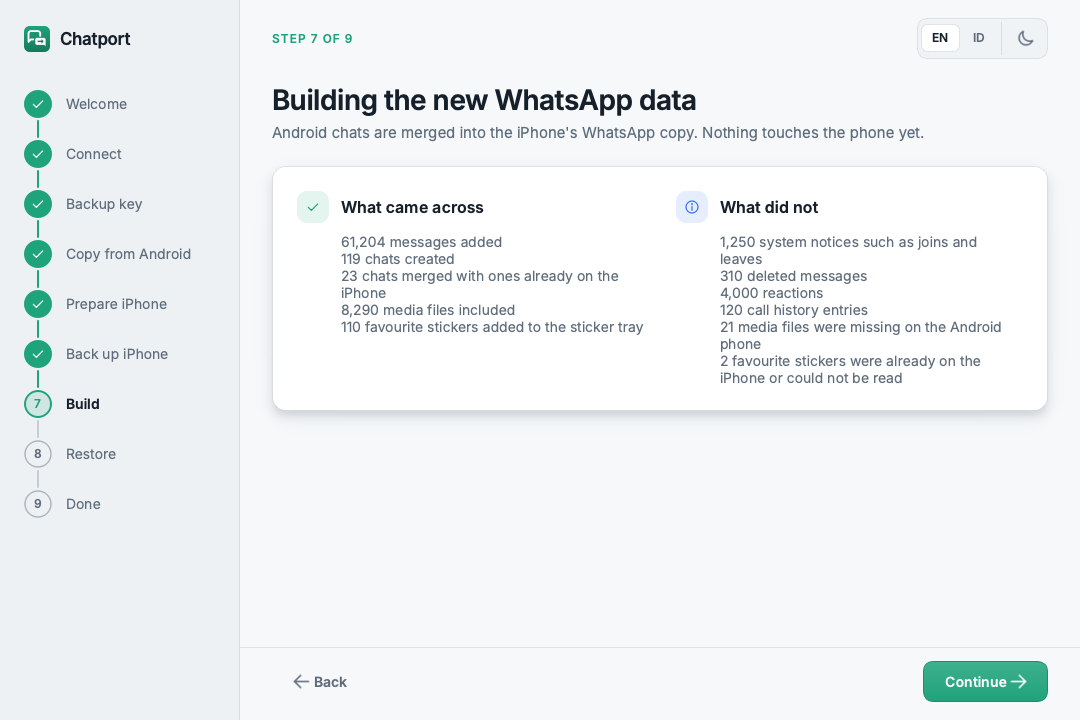 Chatport
Welcome
Connect
Backup key
Copy from Android
Prepare iPhone
Back up iPhone
7 Build
8 Restore
9 Done
STEP 7 OF 9
EN ID
Building the new WhatsApp data
Android chats are merged into the iPhone's WhatsApp copy. Nothing touches the phone yet.
What came across
61,204 messages added
119 chats created
23 chats merged with ones already on the
iPhone
8,290 media files included
110 favourite stickers added to the sticker tray
What did not
1,250 system notices such as joins and
leaves
310 deleted messages
4,000 reactions
120 call history entries
21 media files were missing on the Android
phone
2 favourite stickers were already on the
iPhone or could not be read
Back
Continue